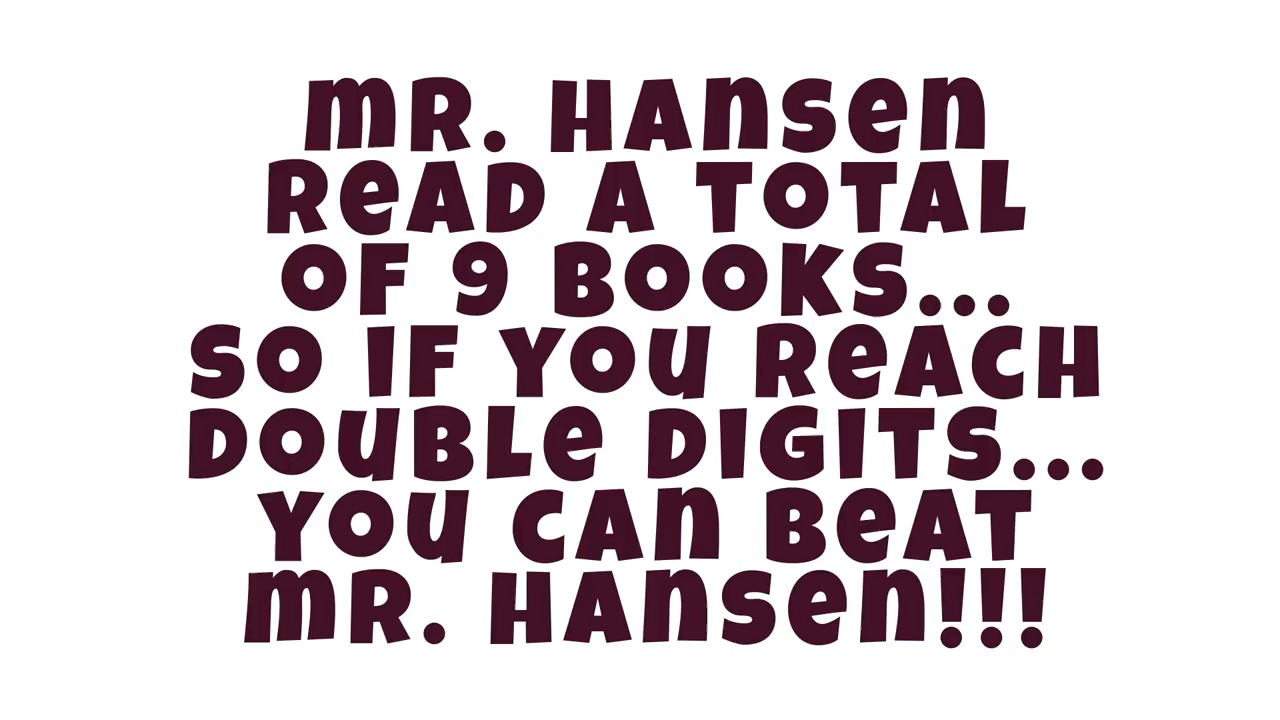 mR. HAnSen
ReAD A TOTAL
OF 9 BOOKS...
SO IF YOu ReACH
DOuBLe DIGITS...
YOu CAn BeAT
mR. HAnSen!!!